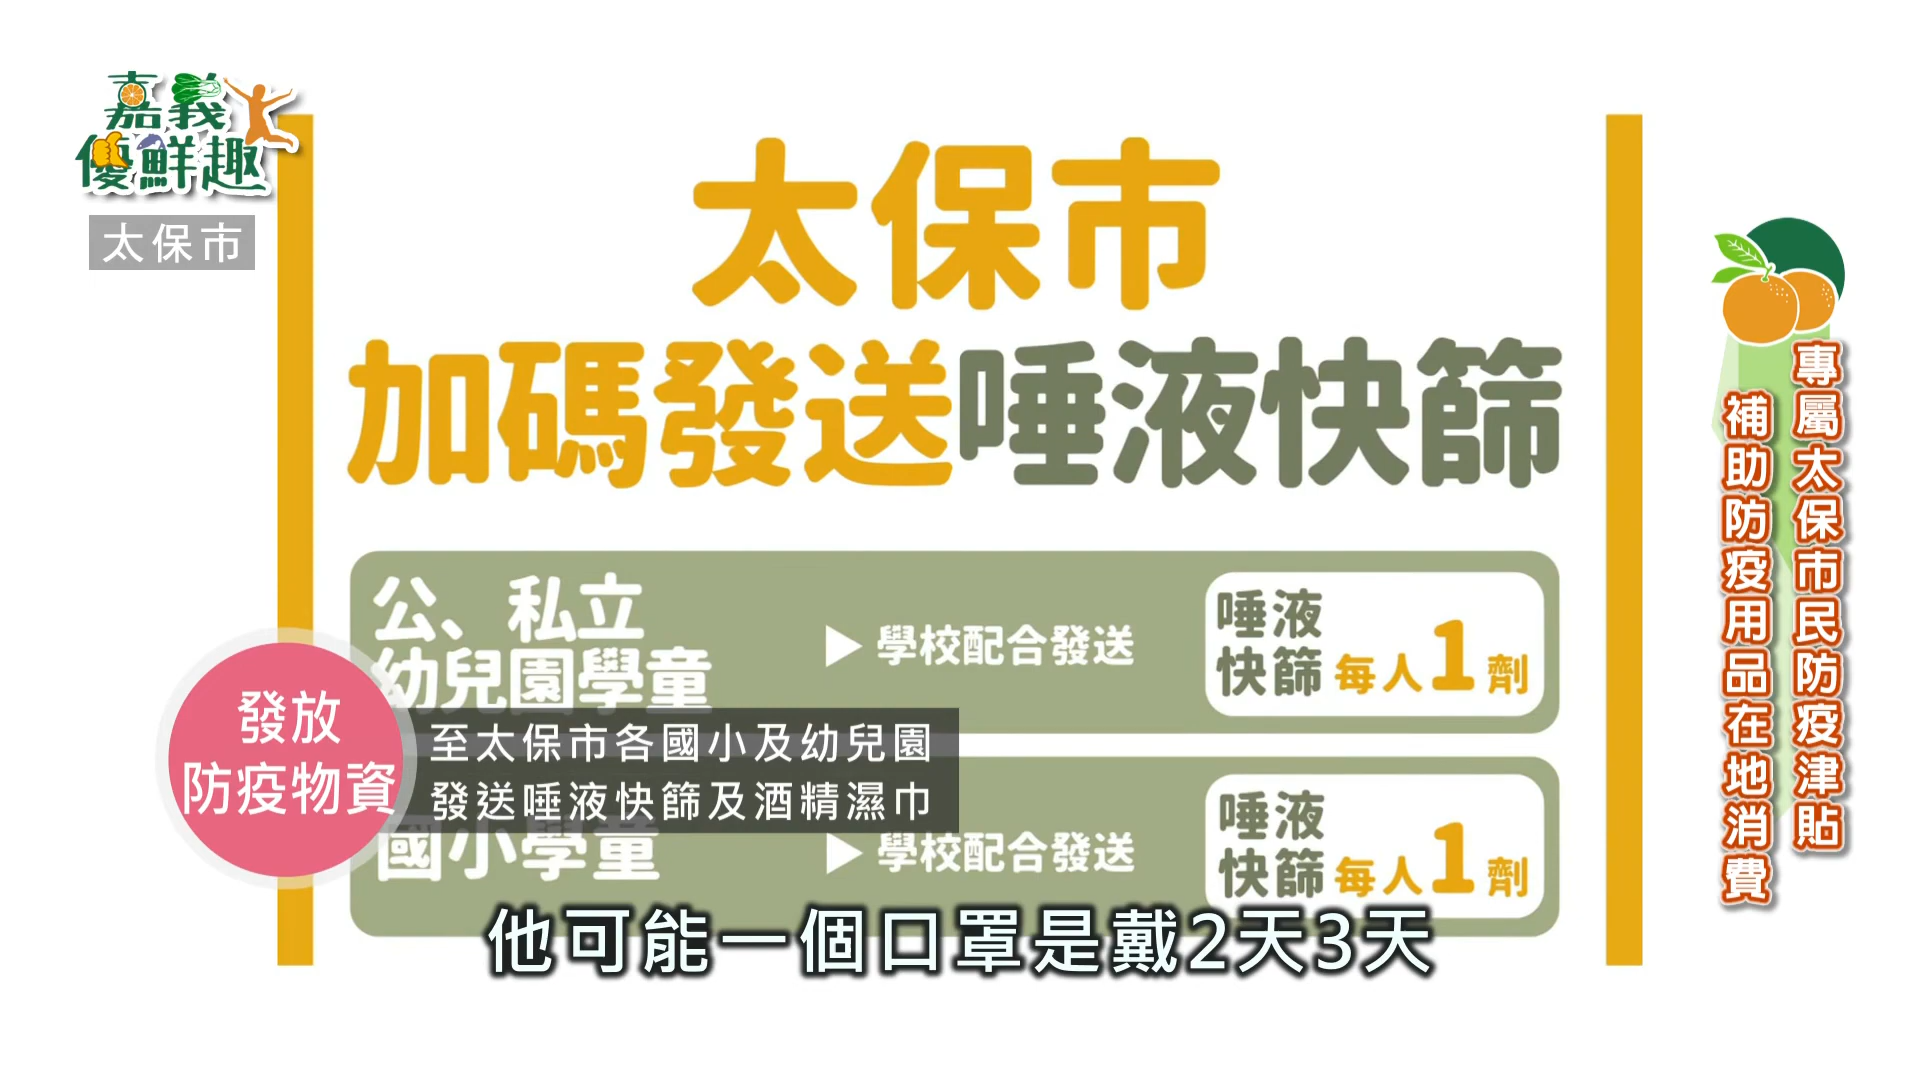 嘉義
優鮮趣
太保市
太保市
加碼發送唾液快篩
公、私立
幼兒園學童
學校配合發送
唾液
快篩 每人1劑
發放
防疫物資
至太保市各國小及幼兒園
發送唾液快篩及酒精濕巾
國小學童
學校配合發送
唾液
快篩 每人1劑
他可能一個口罩是戴2天3天
專屬太保市民防疫津貼
補助防疫用品在地消費